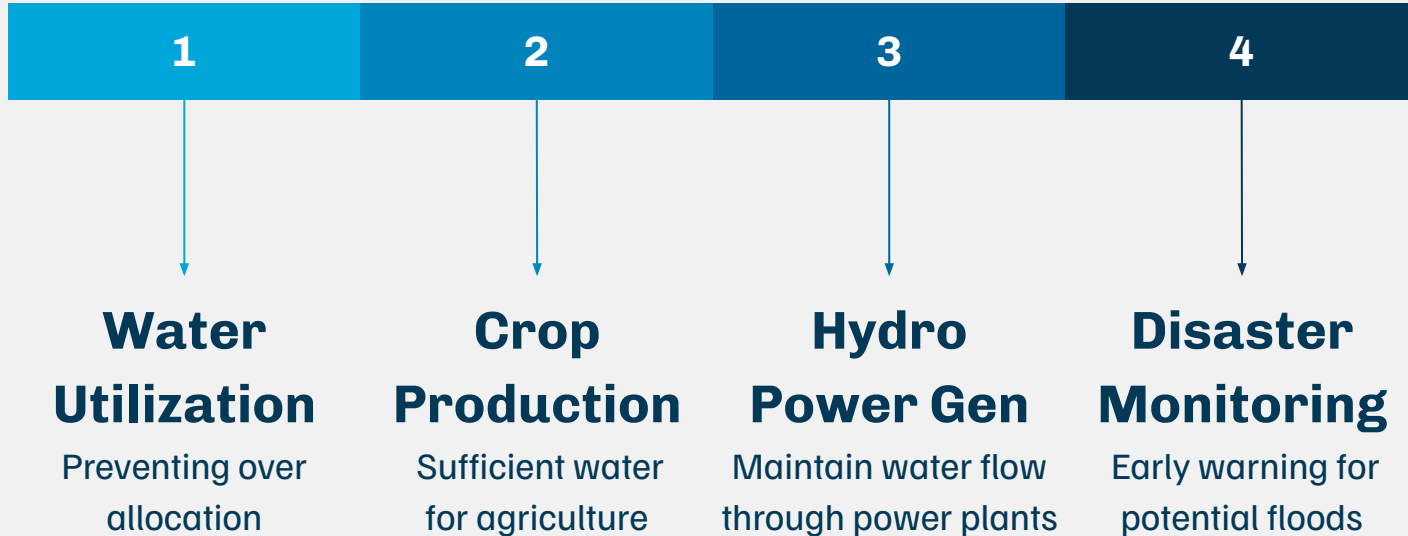 1
2
3
4
Water
Utilization
Preventing over
allocation
Crop
Production
Sufficient water
for agriculture
Hydro
Power Gen
Maintain water flow
through power plants
Disaster
Monitoring
Early warning for
potential floods